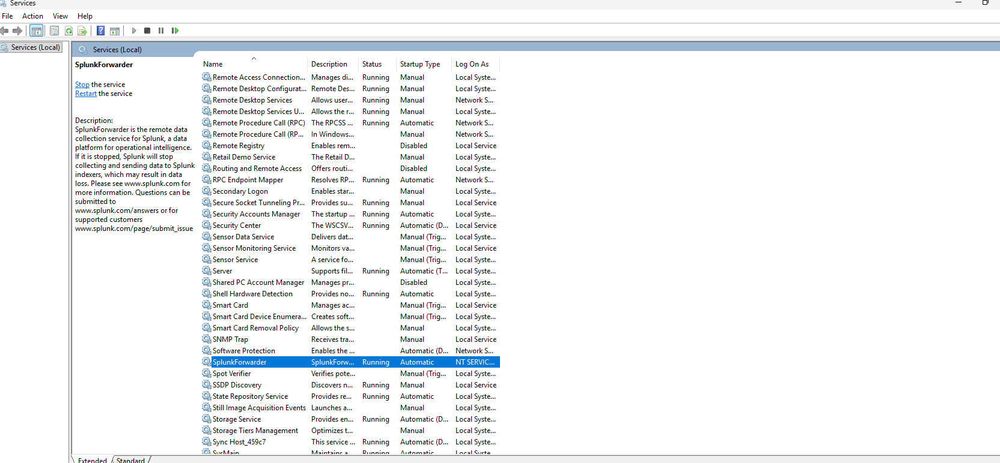 Services
File Action View Help
Services (Local)
Services (Local)
SplunkForwarder
Stop the service
Restart the service
Description:
SplunkForwarder is the remote data
collection service for Splunk, a data
platform for operational intelligence.
If it is stopped, Splunk will stop
collecting and sending data to Splunk
indexers, which may result in data
loss. Please see www.splunk.com for
more information. Questions can be
submitted to
www.splunk.com/answers or for
supported customers
www.splunk.com/page/submit_issue
Name Description Status Startup Type Log On As
Remote Access Connection... Manages di... Running Manual Local Syste...
Remote Desktop Configurat... Remote Des... Running Manual Local Syste...
Remote Desktop Services Allows user... Running Manual Network S...
Remote Desktop Services U... Allows the r... Running Manual Local Syste...
Remote Procedure Call (RPC) The RPCSS ... Running Automatic Network S...
Remote Procedure Call (RP... In Windows... Manual Network S...
Remote Registry Enables rem... Disabled Local Service
Retail Demo Service The Retail D... Manual Local Syste...
Routing and Remote Access Offers routi... Disabled Local Syste...
RPC Endpoint Mapper Resolves RP... Running Automatic Network S...
Secondary Logon Enables star... Manual Local Syste...
Secure Socket Tunneling Pr... Provides su... Running Manual Local Service
Security Accounts Manager The startup ... Running Automatic Local Syste...
Security Center The WSCSV... Running Automatic (D... Local Service
Sensor Data Service Delivers dat... Manual (Trig... Local Syste...
Sensor Monitoring Service Monitors va... Manual (Trig... Local Service
Sensor Service A service fo... Manual (Trig... Local Syste...
Server Supports fil... Running Automatic (T... Local Syste...
Shared PC Account Manager Manages pr... Disabled Local Syste...
Shell Hardware Detection Provides no... Running Automatic Local Syste...
Smart Card Manages ac... Manual (Trig... Local Service
Smart Card Device Enumera... Creates soft... Manual (Trig... Local Syste...
Smart Card Removal Policy Allows the s... Manual Local Syste...
SNMP Trap Receives tra... Manual Local Service
Software Protection Enables the ... Automatic (D... Network S...
SplunkForwarder SplunkForw... Running Automatic NT SERVIC...
Spot Verifier Verifies pote... Manual (Trig... Local Syste...
SSDP Discovery Discovers n... Running Manual Local Service
State Repository Service Provides re... Running Automatic Local Syste...
Still Image Acquisition Events Launches a... Manual Local Syste...
Storage Service Provides en... Running Automatic (D... Local Syste...
Storage Tiers Management Optimizes t... Manual Local Syste...
Sync Host_459c7 This service ... Running Automatic (D... Local Syste...
SysMain Maintains a Running Automatic Local Syste
Extended Standard